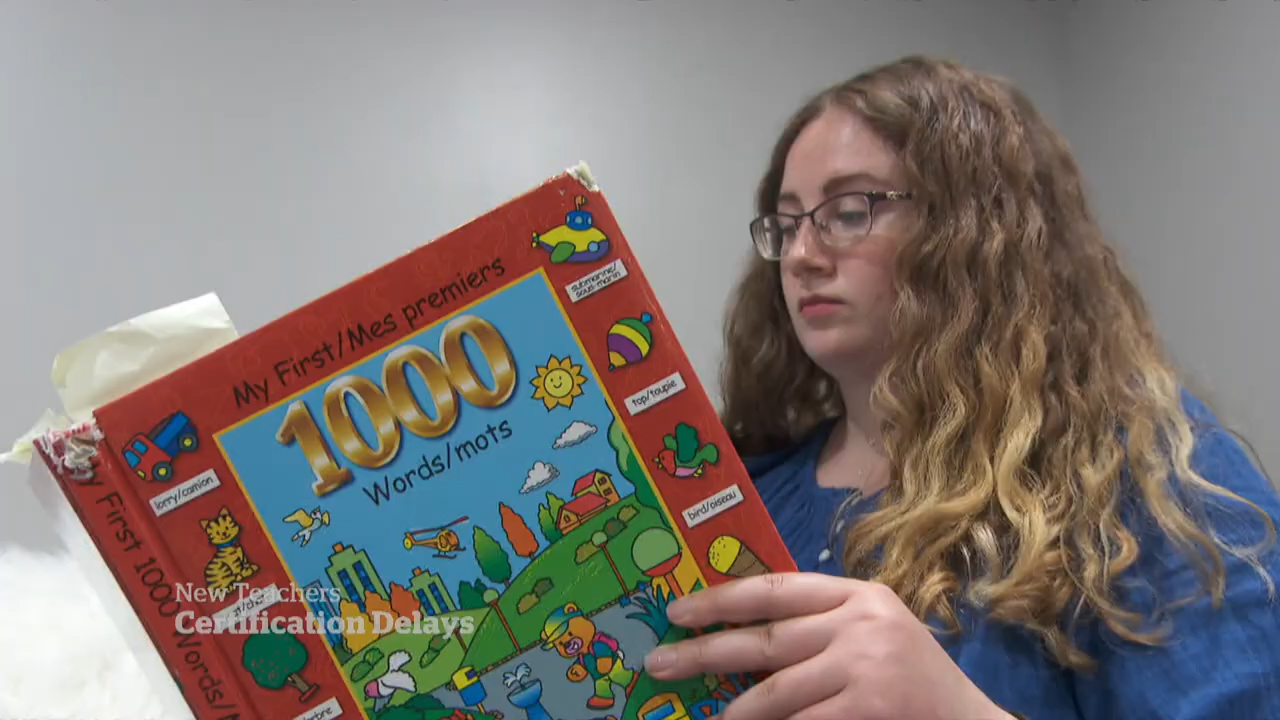 My First/Mes premiers
1000
Words/mots
submarine/
sous-marin
top/toupie
bird/oiseau
lorry/camion
My First 1000 Words/
New Teachers
Certification Delays